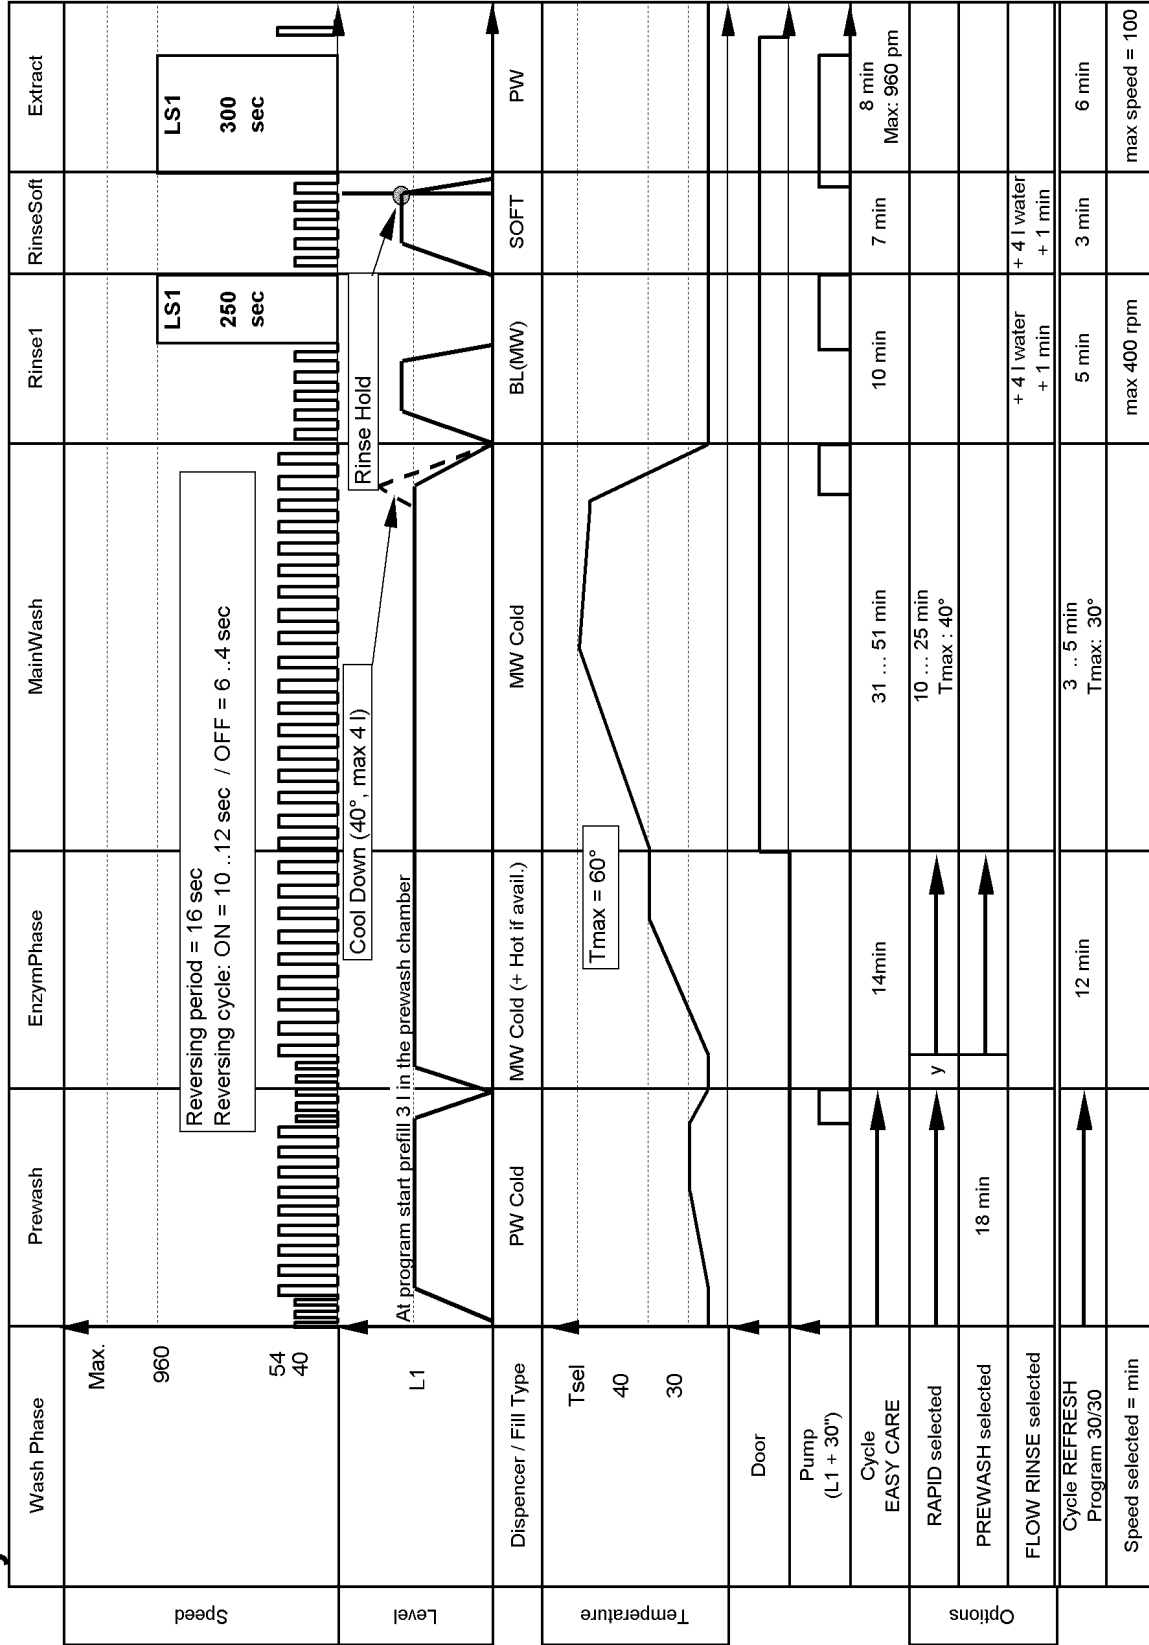 Wash Phase
Prewash
EnzymPhase
MainWash
Rinse1
RinseSoft
Extract
Speed
Max.
960
54
40
Reversing period = 16 sec
Reversing cycle: ON = 10 ..12 sec / OFF = 6 ..4 sec
LS1
250
sec
LS1
300
sec
Level
L1
At program start prefill 3 l in the prewash chamber
Cool Down (40°, max 4 l)
Rinse Hold
Dispencer / Fill Type
PW Cold
MW Cold (+ Hot if avail.)
MW Cold
BL(MW)
SOFT
PW
Temperature
Tsel
40
30
Tmax = 60°
Door
Pump
(L1 + 30")
Cycle
EASY CARE
14min
31 ... 51 min
10 min
7 min
8 min
Max: 960 pm
Options
RAPID selected
y
10 ... 25 min
Tmax : 40°
PREWASH selected
18 min
FLOW RINSE selected
+ 4 l water
+ 1 min
+ 4 l water
+ 1 min
Cycle REFRESH
Program 30/30
12 min
3 .. 5 min
Tmax: 30°
5 min
3 min
6 min
Speed selected = min
max 400 rpm
max speed = 100